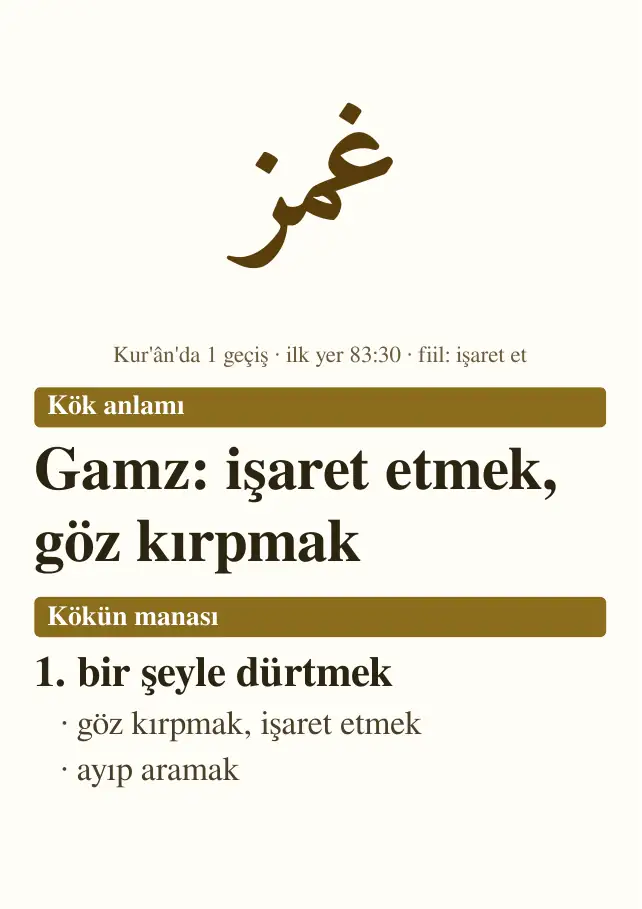 غمز
Kur'ân'da 1 geçiş · ilk yer 83:30 · fiil: işaret et
Kök anlamı
Gamz: işaret etmek,
göz kırpmak
Kökün manası
1. bir şeyle dürtmek
· göz kırpmak, işaret etmek
· ayıp aramak